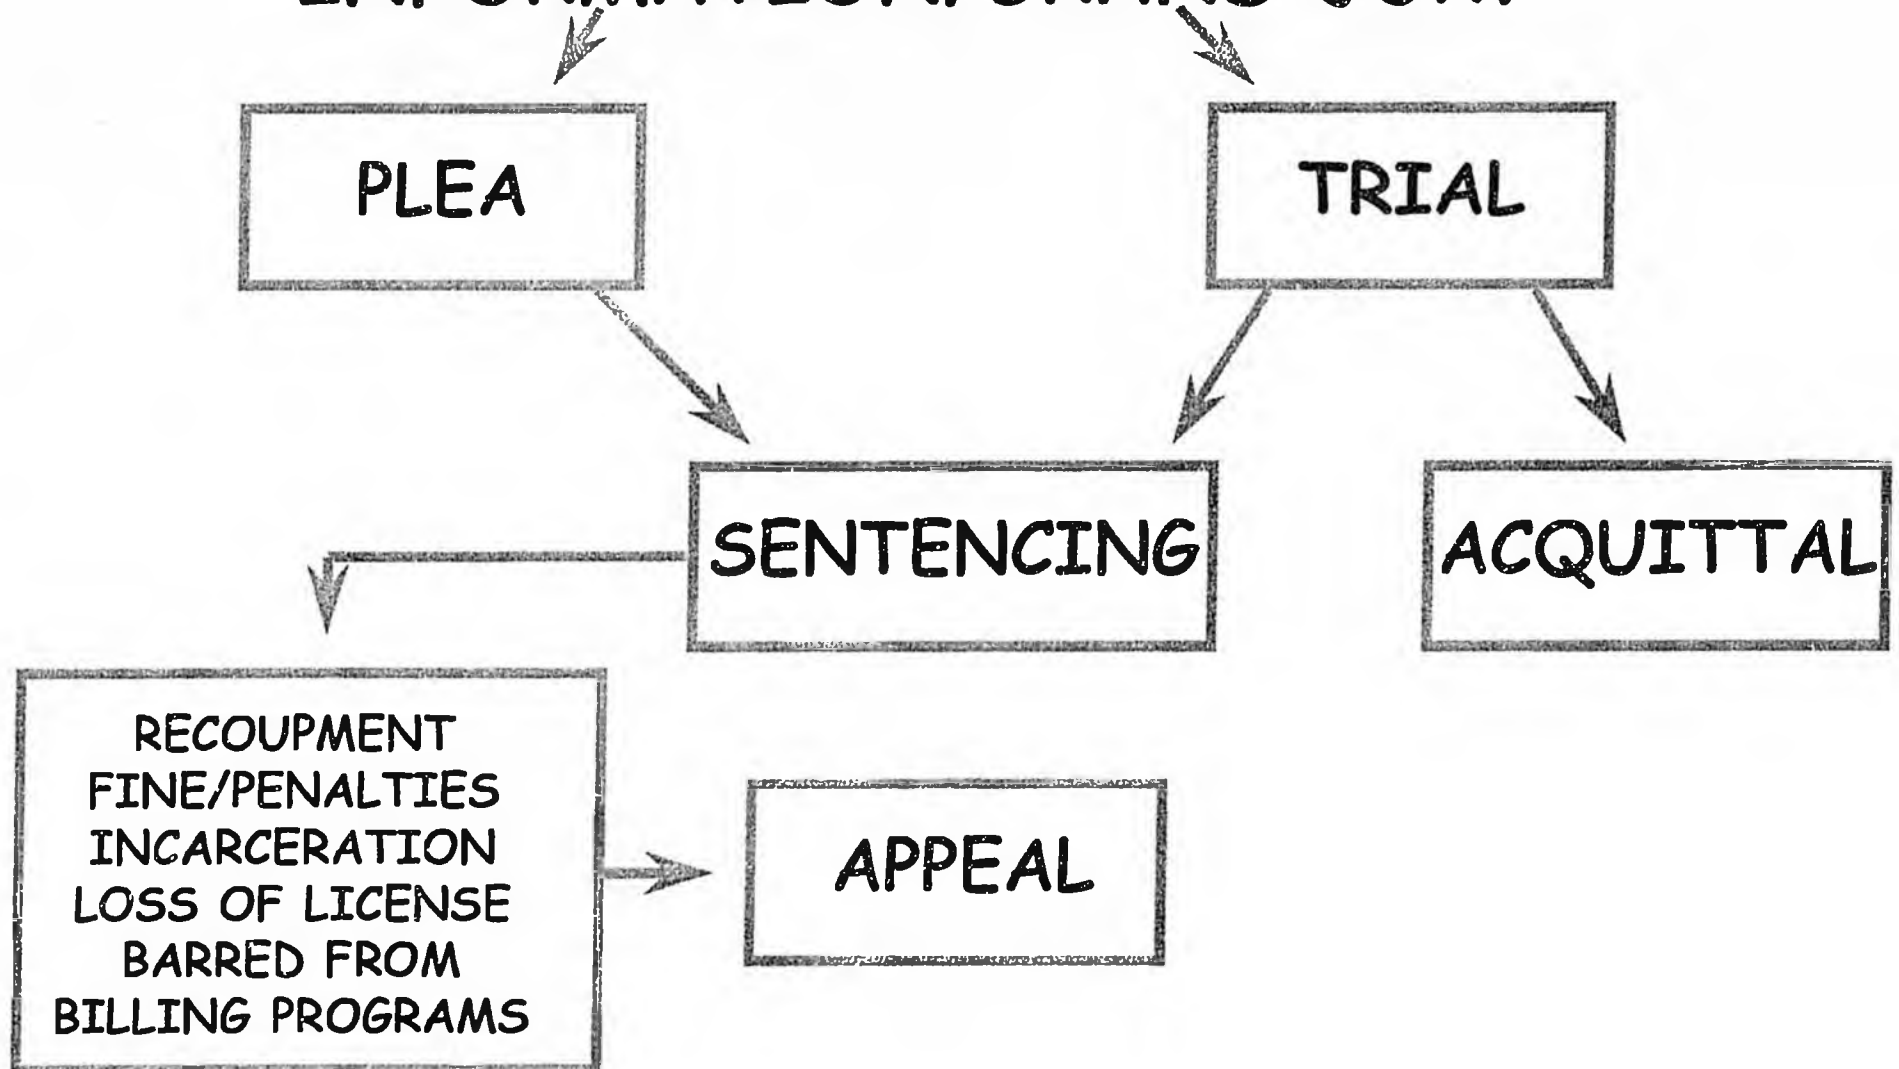 PLEA
TRIAL
SENTENCING
ACQUITTAL
RECOUPMENT
FINE/PENALTIES
INCARCERATION
LOSS OF LICENSE
BARRED FROM
BILLING PROGRAMS
APPEAL